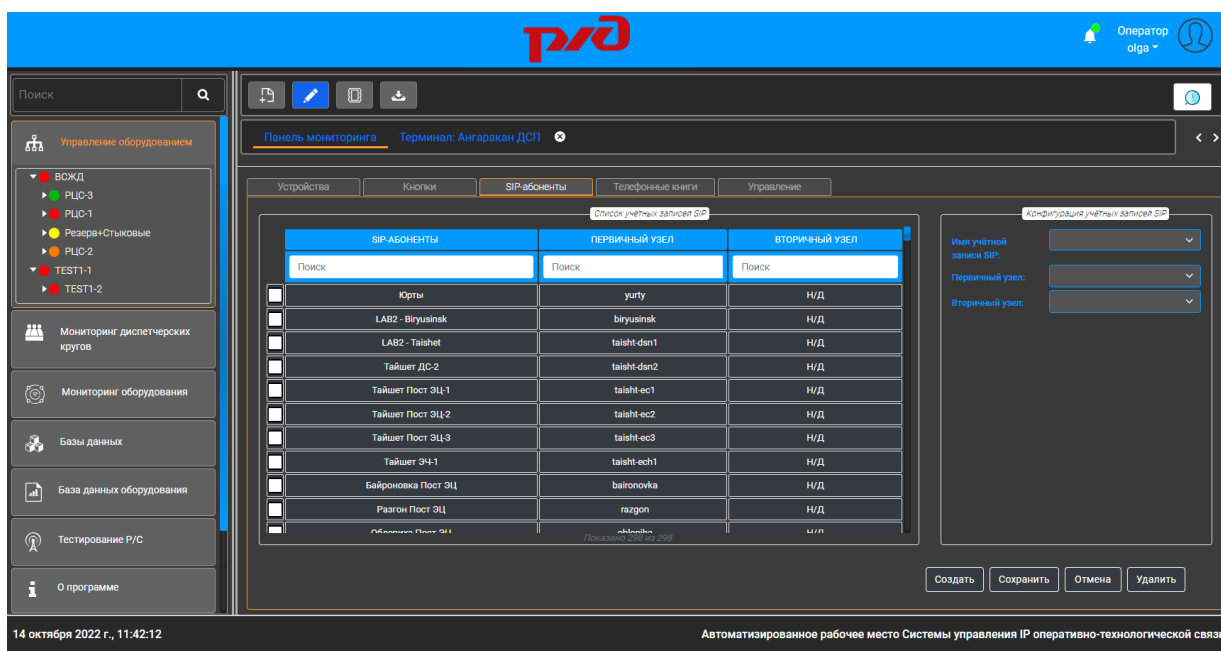 ржд
Оператор
olga
Поиск
Управление оборудованием
ВСЖД
РЦС-3
РЦС-1
Резерв+Стыковые
РЦС-2
TEST1-1
TEST1-2
Мониторинг диспетчерских
кругов
Мониторинг оборудования
Базы данных
База данных оборудования
Тестирование Р/С
О программе
Панель мониторинга Терминал: Ангаракан ДСП
Устройства Кнопки SIP-абоненты Телефонные книги Управление
Список учётных записей SIP
SIP-АБОНЕНТЫ ПЕРВИЧНЫЙ УЗЕЛ ВТОРИЧНЫЙ УЗЕЛ
Поиск Поиск Поиск
Юрты yurty Н/Д
LAB2 - Biryusinsk biryusinsk Н/Д
LAB2 - Taishet taisht-dsn1 Н/Д
Тайшет ДС-2 taisht-dsn2 Н/Д
Тайшет Пост ЭЦ-1 taisht-ec1 Н/Д
Тайшет Пост ЭЦ-2 taisht-ec2 Н/Д
Тайшет Пост ЭЦ-3 taisht-ec3 Н/Д
Тайшет ЭЧ-1 taisht-ech1 Н/Д
Байроновка Пост ЭЦ baironovka Н/Д
Разгон Пост ЭЦ razgon Н/Д
Облепиха Пост ЭЦ oblepiha Н/Д
Показано 298 из 298
Конфигурация учётных записей SIP
Имя учётной
записи SIP:
Первичный узел:
Вторичный узел:
Создать Сохранить Отмена Удалить
14 октября 2022 г., 11:42:12
Автоматизированное рабочее место Системы управления IP оперативно-технологической связи